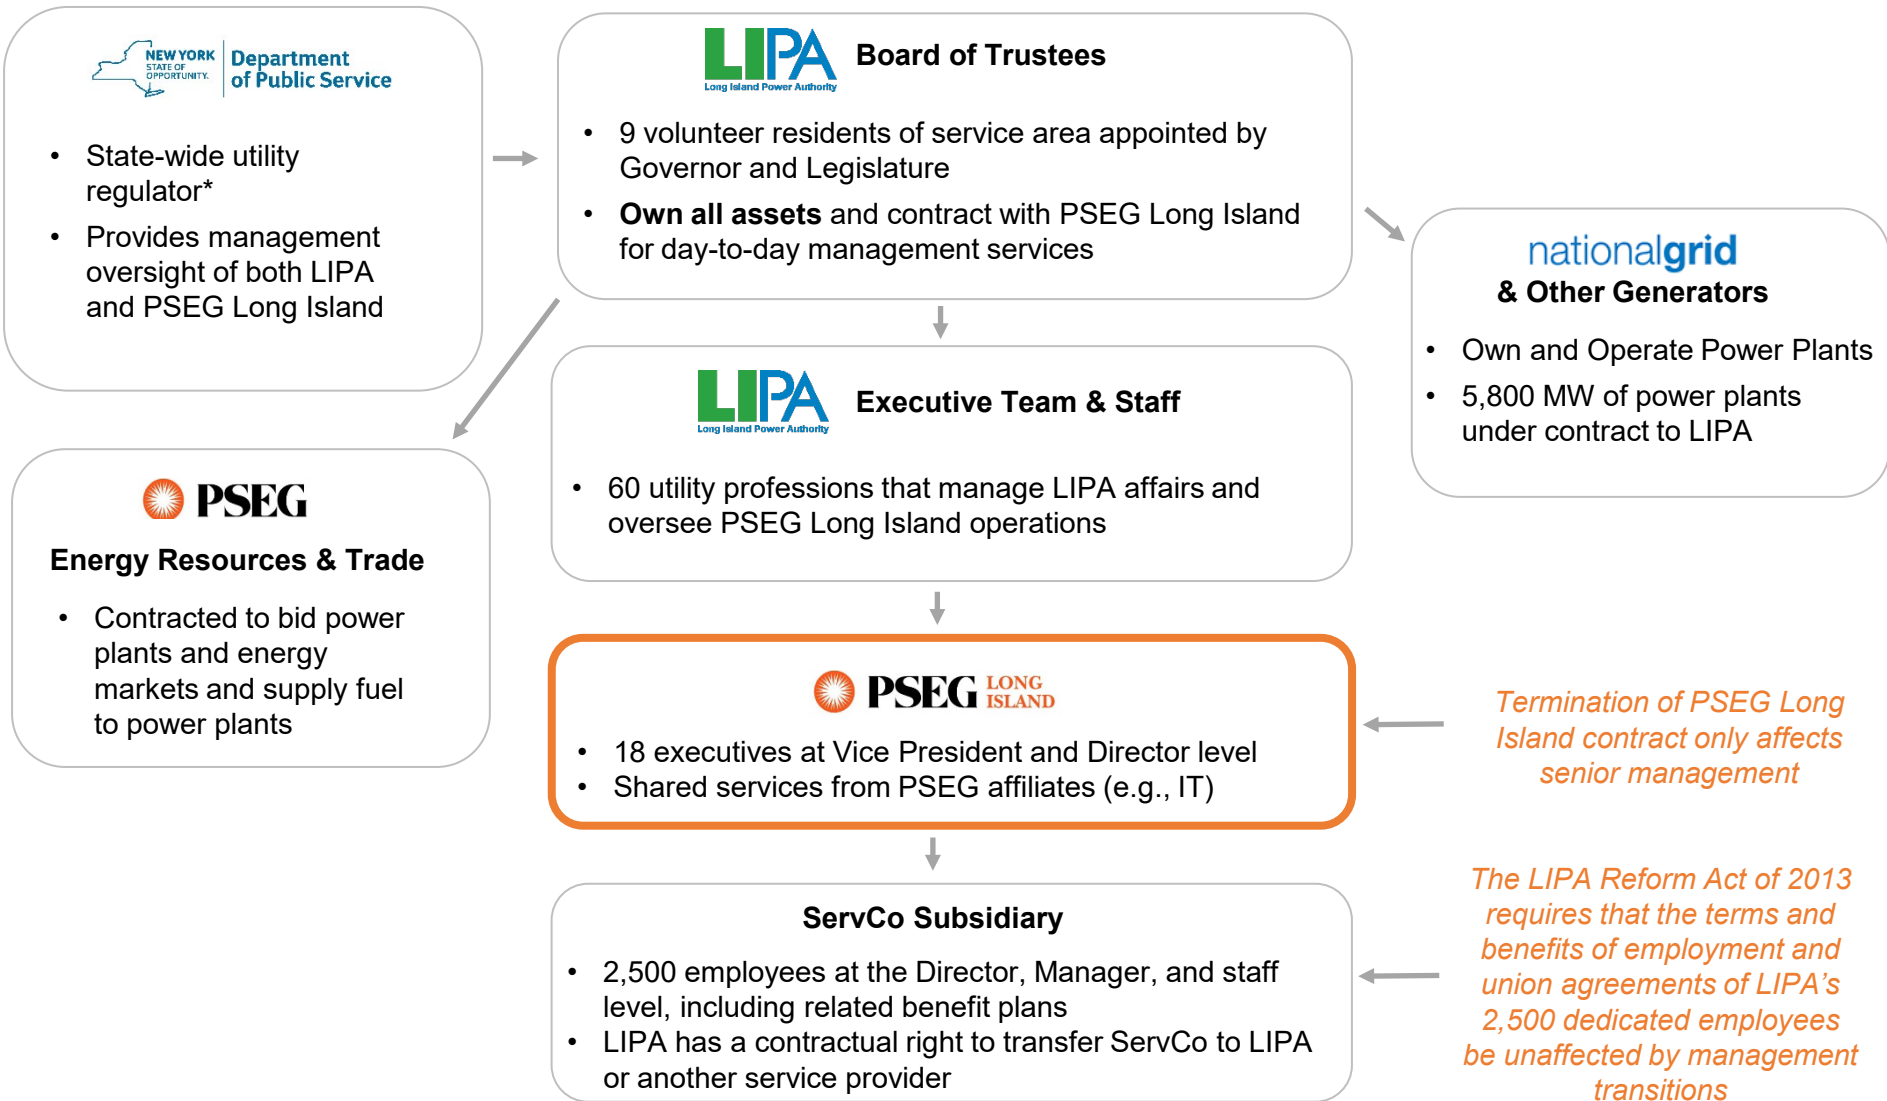 NEW YORK
STATE OF
OPPORTUNITY.
Department
of Public Service
• State-wide utility
regulator*
• Provides management
oversight of both LIPA
and PSEG Long Island
LIPA
Long Island Power Authority
Board of Trustees
• 9 volunteer residents of service area appointed by
Governor and Legislature
• Own all assets and contract with PSEG Long Island
for day-to-day management services
nationalgrid
& Other Generators
• Own and Operate Power Plants
• 5,800 MW of power plants
under contract to LIPA
LIPA
Long Island Power Authority
Executive Team & Staff
• 60 utility professions that manage LIPA affairs and
oversee PSEG Long Island operations
PSEG
Energy Resources & Trade
• Contracted to bid power
plants and energy
markets and supply fuel
to power plants
PSEG LONG
ISLAND
• 18 executives at Vice President and Director level
• Shared services from PSEG affiliates (e.g., IT)
Termination of PSEG Long
Island contract only affects
senior management
ServCo Subsidiary
• 2,500 employees at the Director, Manager, and staff
level, including related benefit plans
• LIPA has a contractual right to transfer ServCo to LIPA
or another service provider
The LIPA Reform Act of 2013
requires that the terms and
benefits of employment and
union agreements of LIPA’s
2,500 dedicated employees
be unaffected by management
transitions